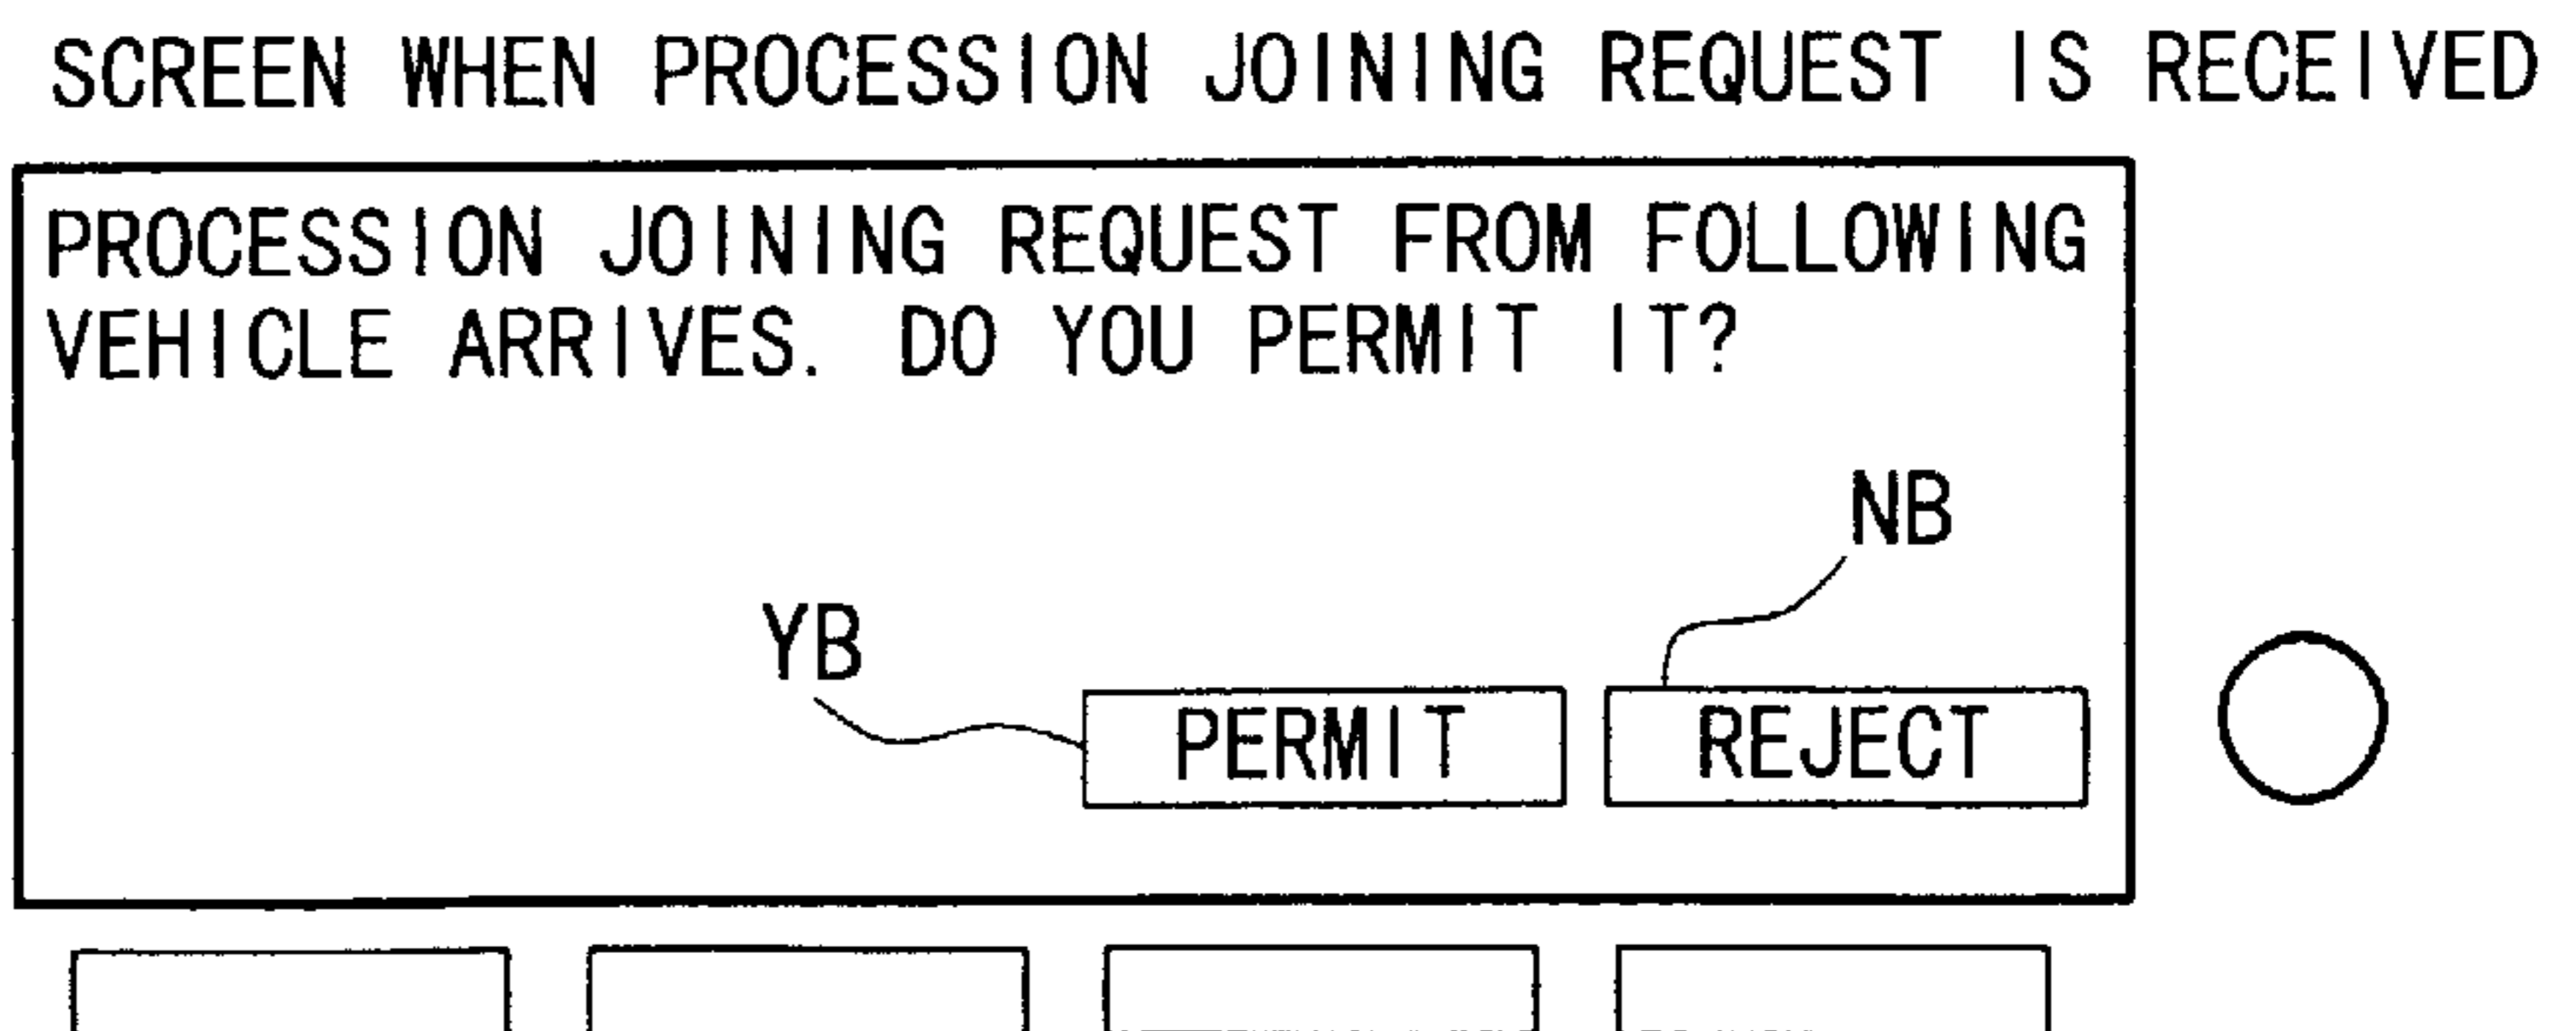 SCREEN WHEN PROCESSION JOINING REQUEST IS RECEIVED
PROCESSION JOINING REQUEST FROM FOLLOWING
VEHICLE ARRIVES. DO YOU PERMIT IT?
NB
YB
PERMIT
REJECT